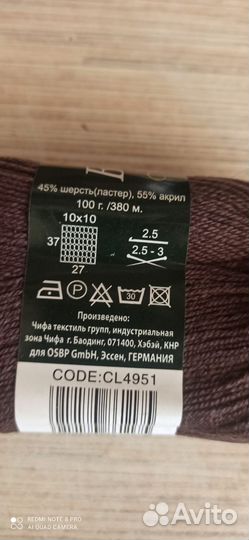 45% шерсть(ластер), 55% акрил
100 г. /380 м.
10x10
37
27
2.5
2.5 - 3
P
30
Произведено:
Чифа текстиль групп, индустриальная
зона Чифа г. Баодинг, 071400, Хэбэй, КНР
для OSBP GmbH, Эссен, ГЕРМАНИЯ
CODE:CL4951
REDMI NOTE 8 PRO
AI QUAD CAMERA
Avito